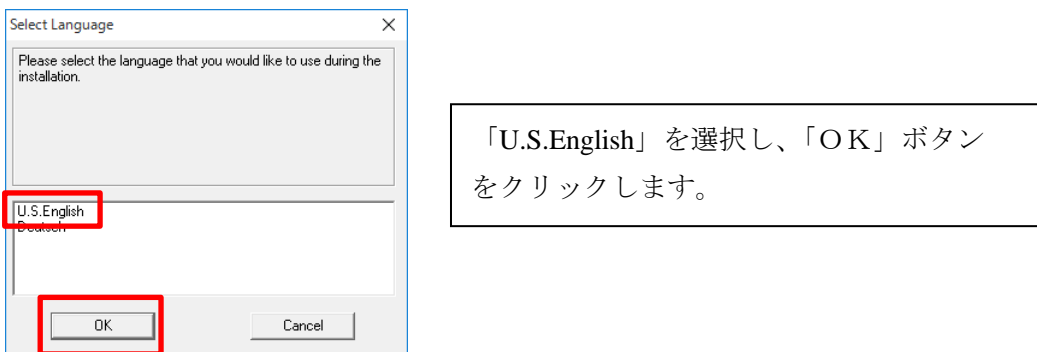 Select Language
Please select the language that you would like to use during the
installation.
U.S.English
Deutsch
OK
Cancel
「U.S.English」を選択し、「ＯＫ」ボタン
をクリックします。